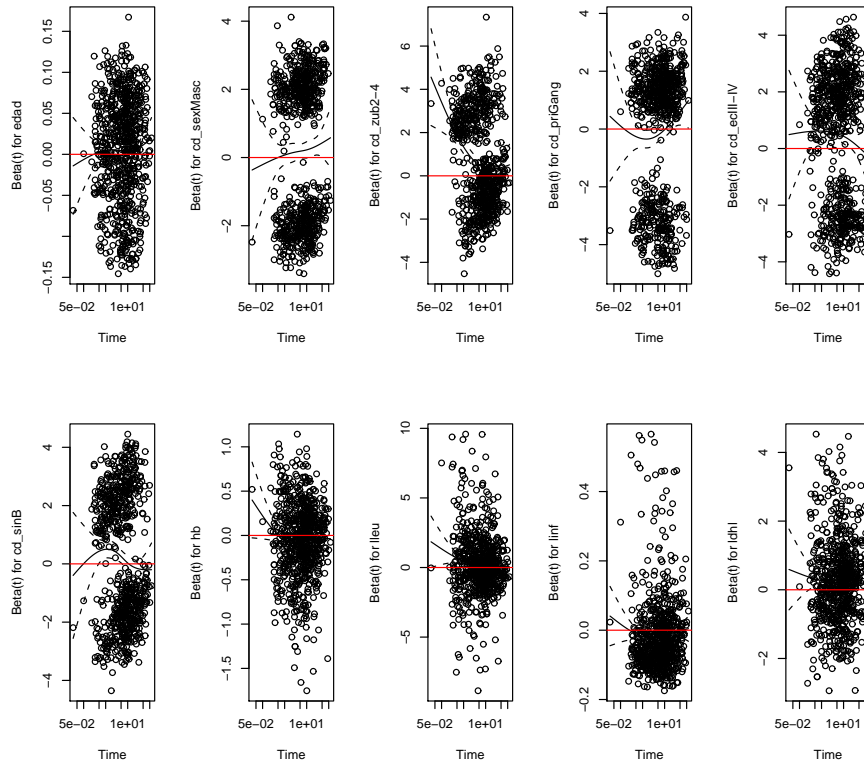 0.15
0.10
0.05
0.00
−0.05
−0.15
Beta(t) for edad
5e−02
1e+01
Time
4
2
0
−2
Beta(t) for cd_sexMasc
5e−02
1e+01
Time
6
4
2
0
−2
−4
Beta(t) for cd_zub2−4
5e−02
1e+01
Time
4
2
0
−2
−4
Beta(t) for cd_priGang
5e−02
1e+01
Time
4
2
0
−2
−4
Beta(t) for cd_ecIII−IV
5e−02
1e+01
Time
4
2
0
−2
−4
Beta(t) for cd_sinB
5e−02
1e+01
Time
1.0
0.5
0.0
−0.5
−1.0
−1.5
Beta(t) for hb
5e−02
1e+01
Time
10
5
0
−5
Beta(t) for lleu
5e−02
1e+01
Time
0.4
0.2
0.0
−0.2
Beta(t) for linf
5e−02
1e+01
Time
4
2
0
−2
Beta(t) for ldhl
5e−02
1e+01
Time